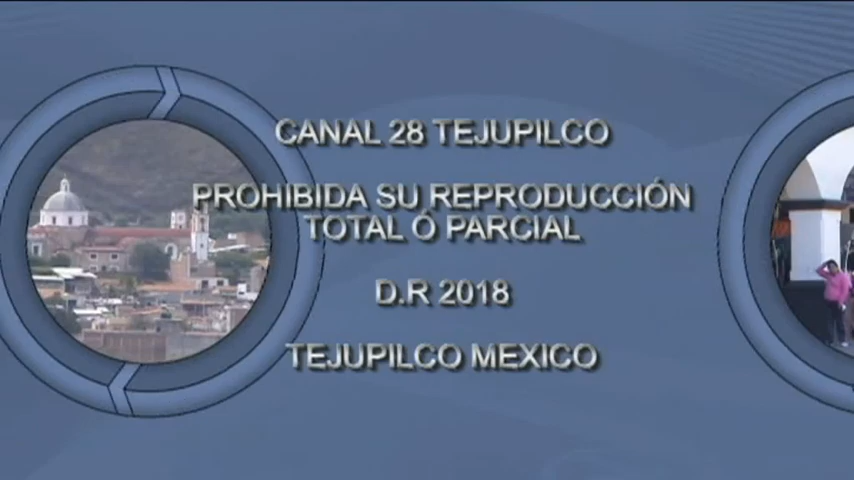 CANAL 28 TEJUPILCO
PROHIBIDA SU REPRODUCCIÓN
TOTAL Ó PARCIAL
D.R 2018
TEJUPILCO MEXICO